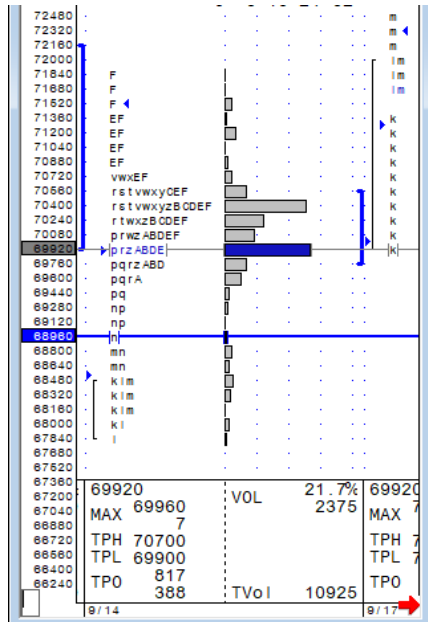 72480 m
72320 m
72160 m
72000 lm
71840 F lm
71680 F lm
71520 F
71360 EF k
71200 EF k
71040 EF k
70880 EF k
70720 vwxEF k
70560 rstvwxyCEF k
70400 rstvwxyzBCDEF k
70240 rtwxzBCDEF k
70080 prwzABDEF k
69920 przABDE k
69760 pqrzABD
69600 pqrA
69440 pq
69280 np
69120 np
68960 n
68800 mn
68640 mn
68480 klm
68320 klm
68160 klm
68000 kl
67840 l
67680
67520
67360
67200 69920 VOL 21.7% 69920
67040 MAX 69960 2375 MAX 7
66880 7
66720 TPH 70700 TPH 7
66560 TPL 69900 TPL 7
66400 TPO 817 TPO
66240 388 TVol 10925
9/14 9/17